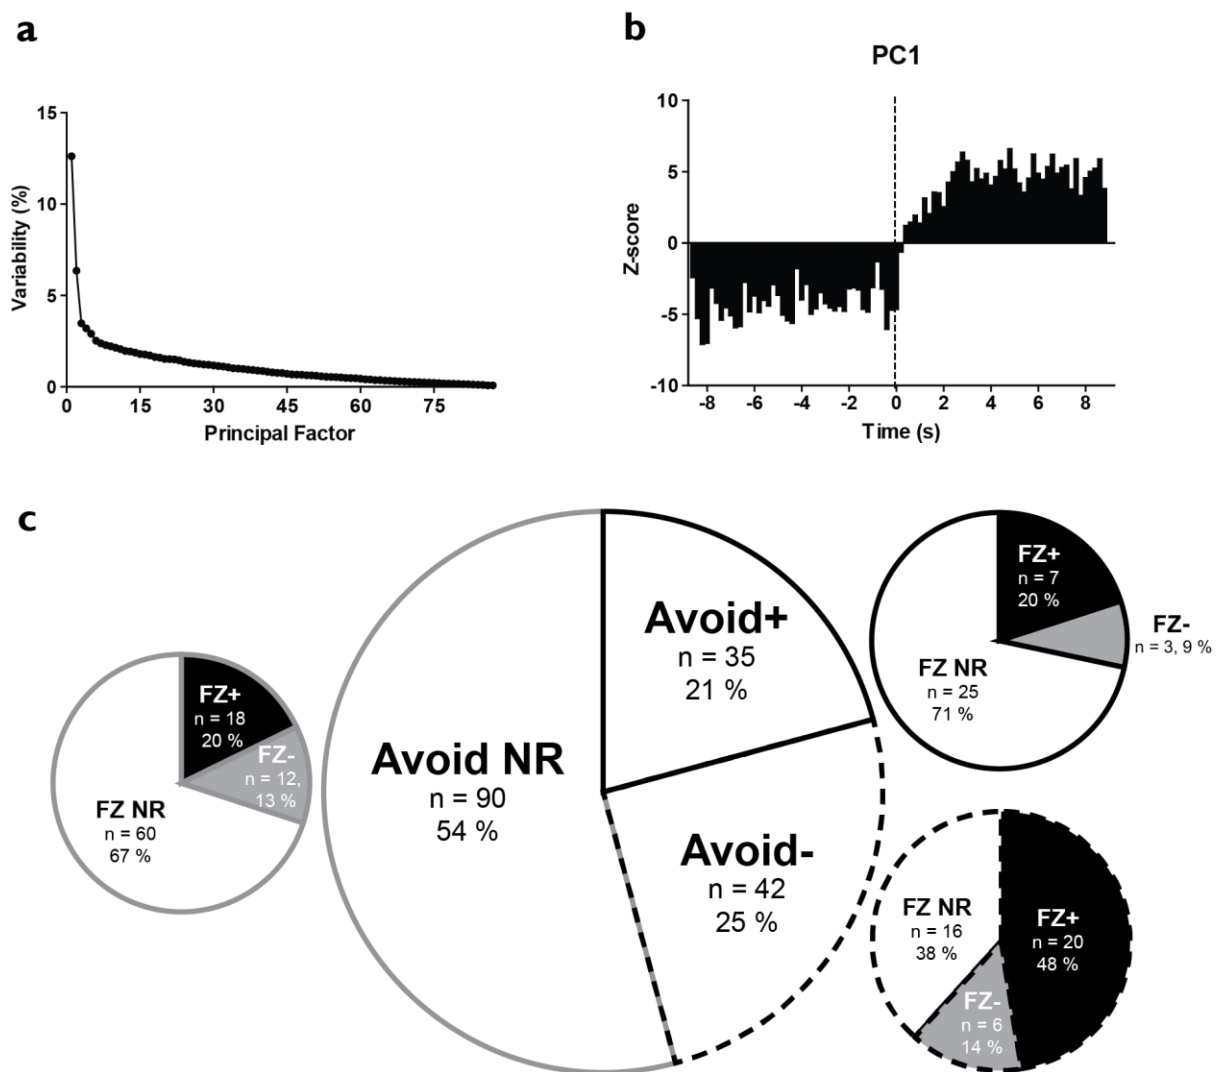 a
15
10
5
0
Variability (%)
0 15 30 45 60 75
Principal Factor
b
PC1
10
5
0
-5
-10
Z-score
-8 -6 -4 -2 0 2 4 6 8
Time (s)
c
FZ+
n = 18
20 %
FZ-
n = 12,
13 %
FZ NR
n = 60
67 %
Avoid NR
n = 90
54 %
Avoid+
n = 35
21 %
Avoid-
n = 42
25 %
FZ+
n = 7
20 %
FZ-
n = 3, 9 %
FZ NR
n = 25
71 %
FZ NR
n = 16
38 %
FZ+
n = 20
48 %
FZ-
n = 6
14 %